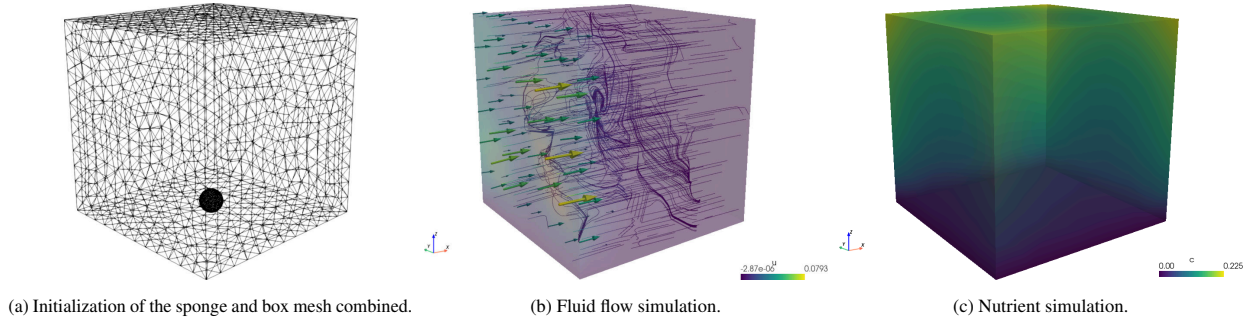 Z
Y
X
Z
Y
X
u
-2.87e-06
0.0793
Z
Y
X
c
0.00
0.225
(a) Initialization of the sponge and box mesh combined.
(b) Fluid flow simulation.
(c) Nutrient simulation.